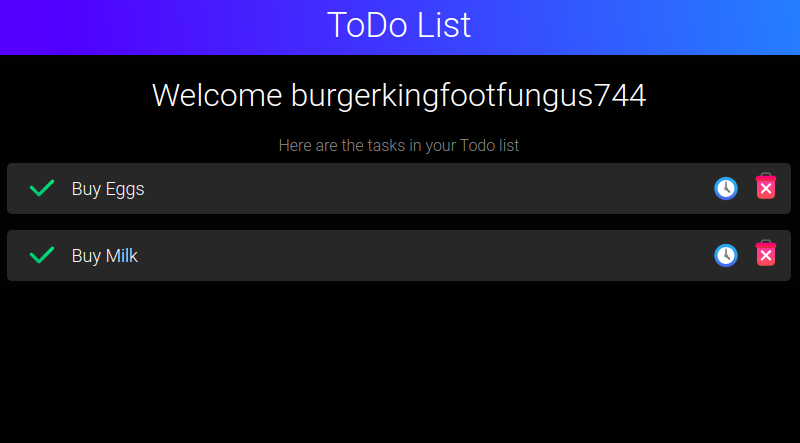 ToDo List
Welcome burgerkingfootfungus744
Here are the tasks in your Todo list
Buy Eggs
Buy Milk